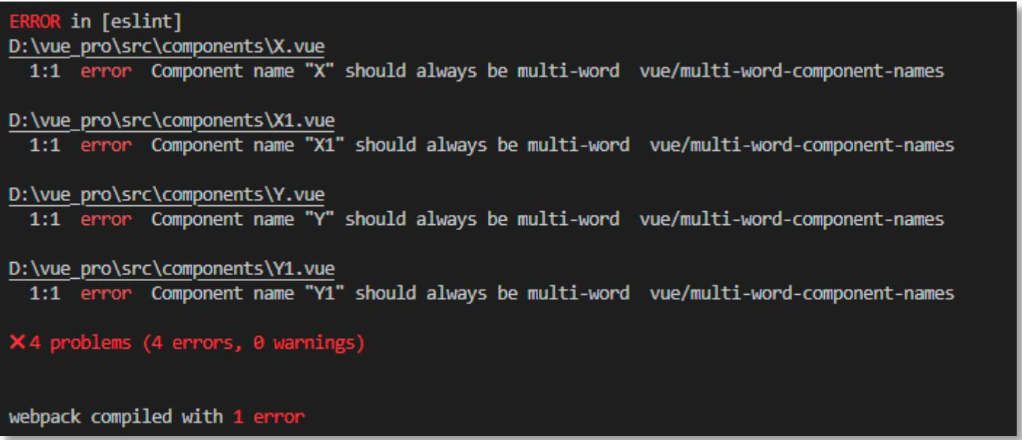 ERROR in [eslint]
D:\vue_pro\src\components\X.vue
1:1 error Component name "X" should always be multi-word vue/multi-word-component-names
D:\vue_pro\src\components\X1.vue
1:1 error Component name "X1" should always be multi-word vue/multi-word-component-names
D:\vue_pro\src\components\Y.vue
1:1 error Component name "Y" should always be multi-word vue/multi-word-component-names
D:\vue_pro\src\components\Y1.vue
1:1 error Component name "Y1" should always be multi-word vue/multi-word-component-names
✕ 4 problems (4 errors, 0 warnings)
webpack compiled with 1 error